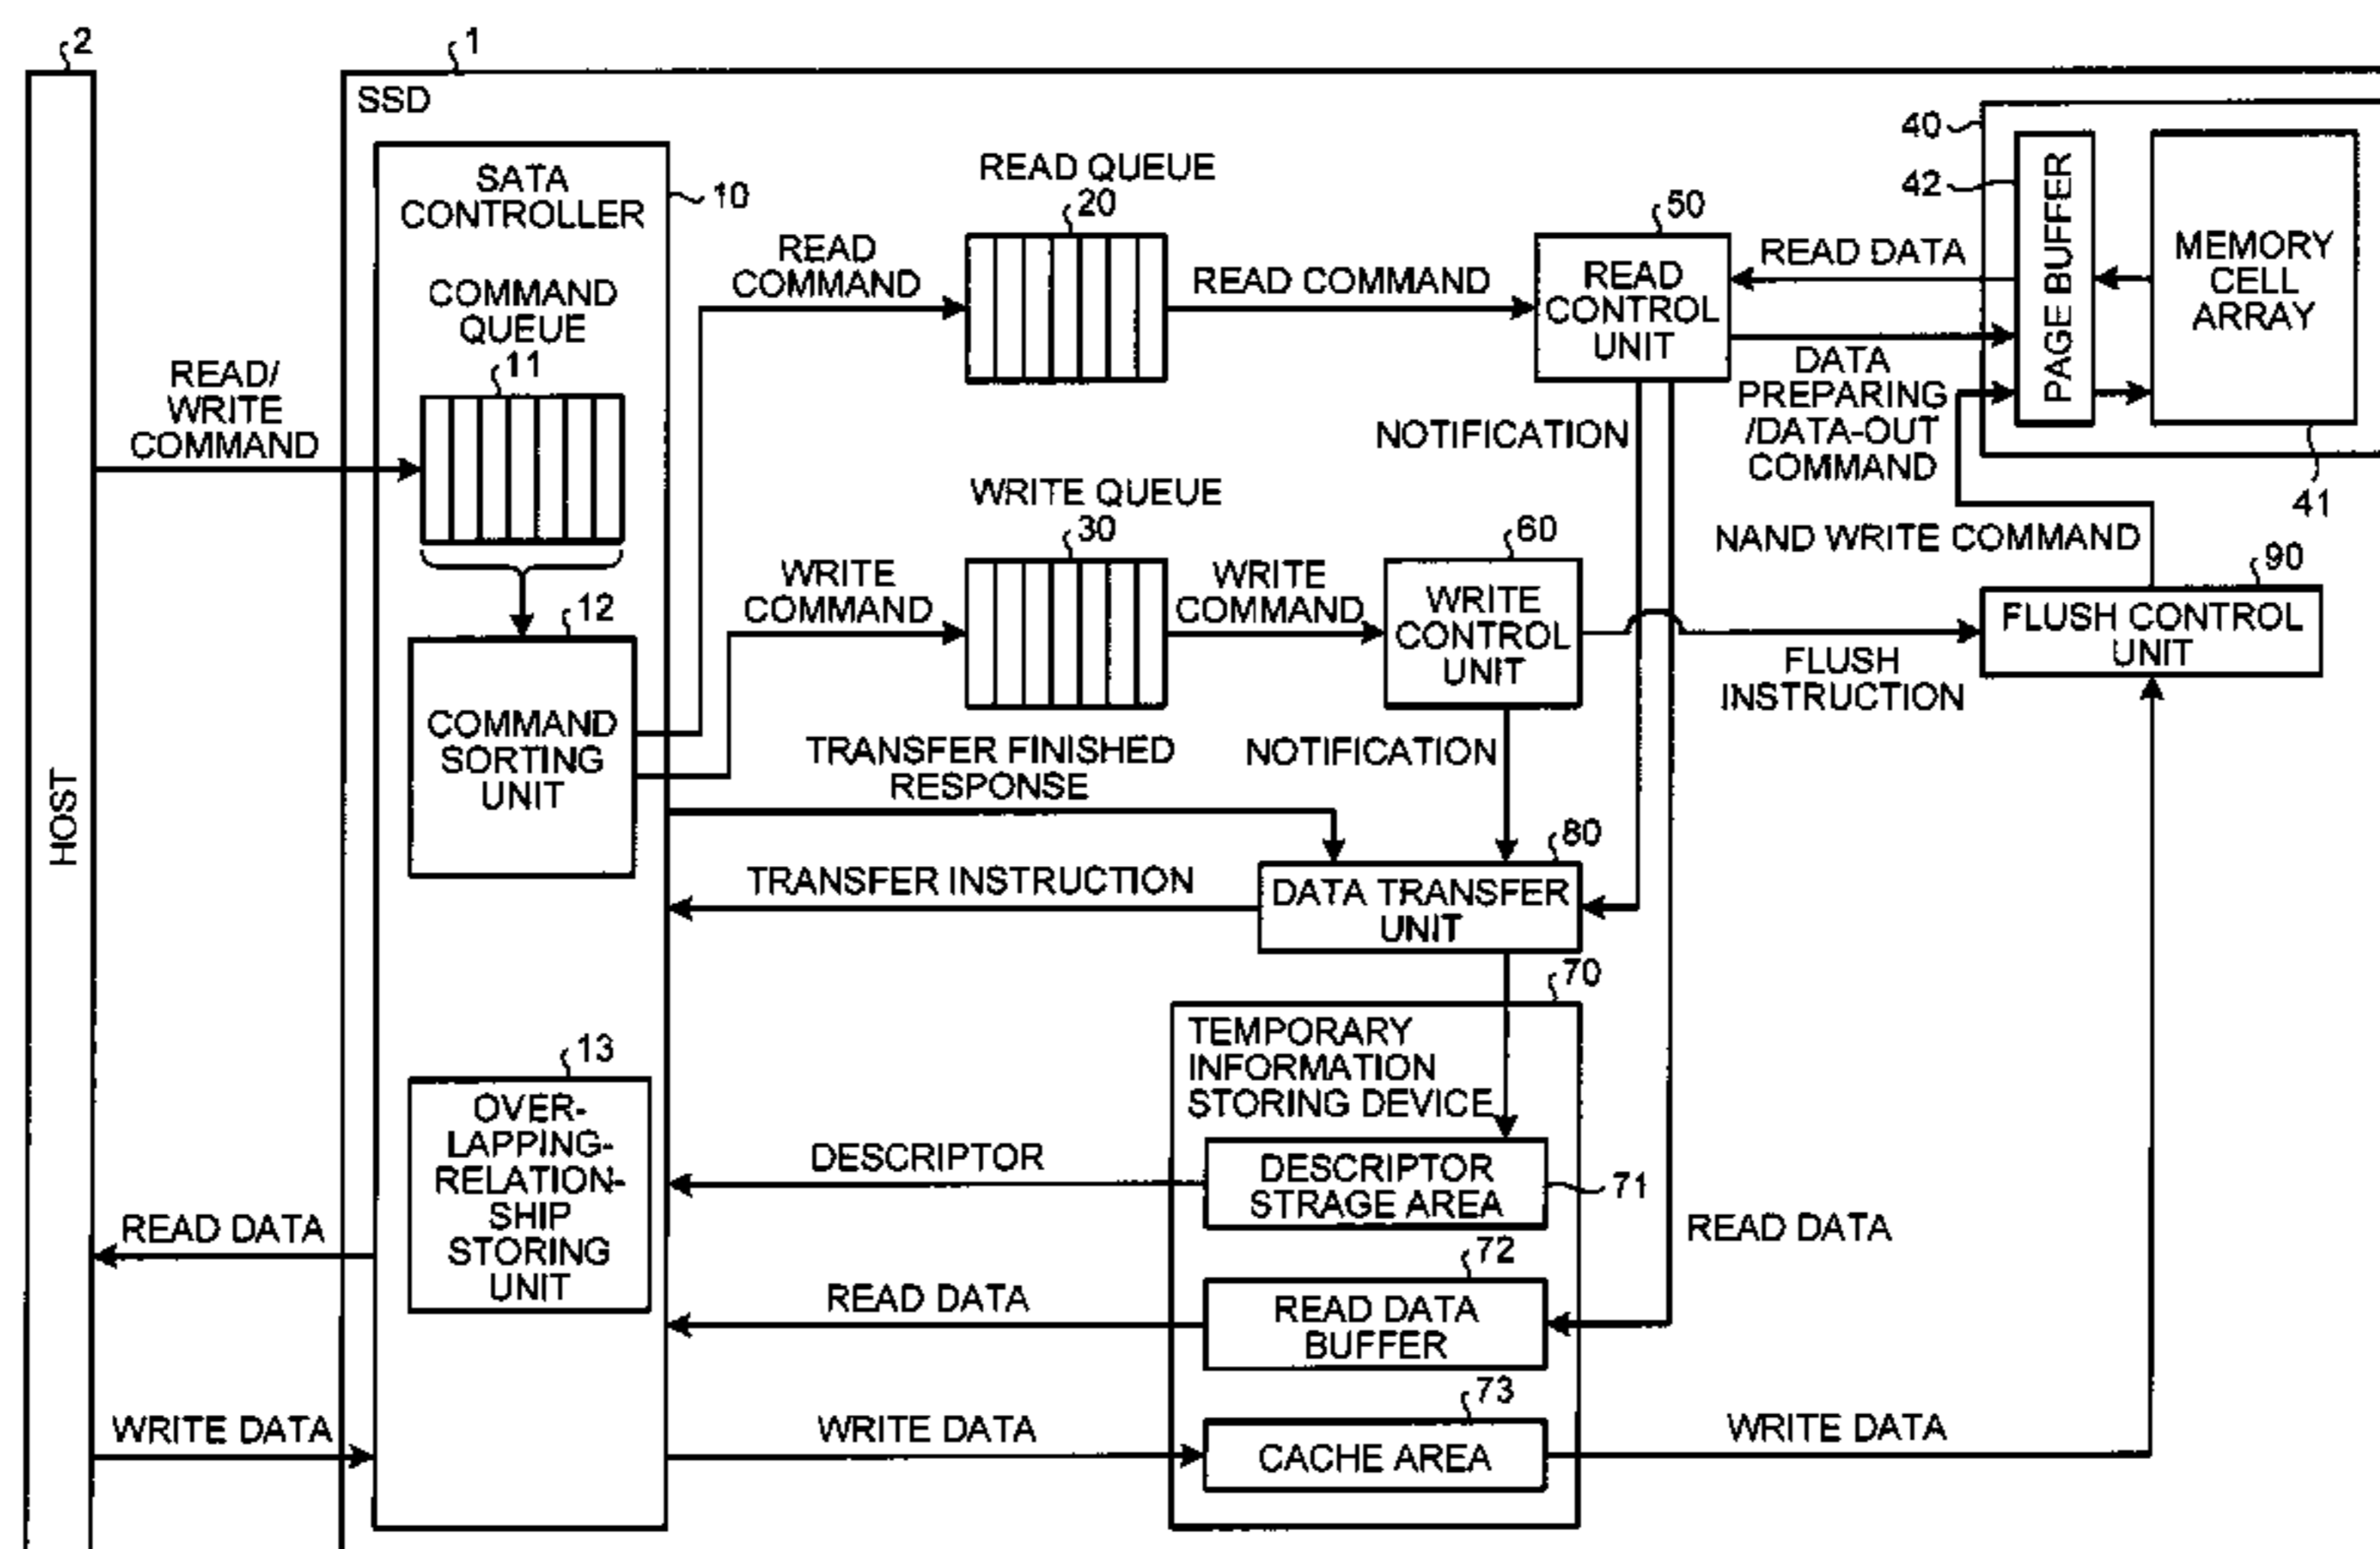 2
1
SSD
HOST
SATA
CONTROLLER
10
COMMAND
QUEUE
11
READ/
WRITE
COMMAND
12
COMMAND
SORTING
UNIT
13
OVER-
LAPPING-
RELATION-
SHIP
STORING
UNIT
READ DATA
WRITE DATA
READ
COMMAND
READ QUEUE
20
READ COMMAND
50
READ
CONTROL
UNIT
READ DATA
DATA
PREPARING
/DATA-OUT
COMMAND
40
42
PAGE BUFFER
MEMORY
CELL
ARRAY
41
NOTIFICATION
WRITE
COMMAND
WRITE QUEUE
30
WRITE
COMMAND
60
WRITE
CONTROL
UNIT
NAND WRITE COMMAND
90
FLUSH CONTROL
UNIT
FLUSH
INSTRUCTION
TRANSFER FINISHED
RESPONSE
NOTIFICATION
80
DATA TRANSFER
UNIT
TRANSFER INSTRUCTION
70
TEMPORARY
INFORMATION
STORING DEVICE
DESCRIPTOR
DESCRIPTOR
STRAGE AREA
71
READ DATA
READ DATA
72
READ DATA
BUFFER
WRITE DATA
73
CACHE AREA
WRITE DATA